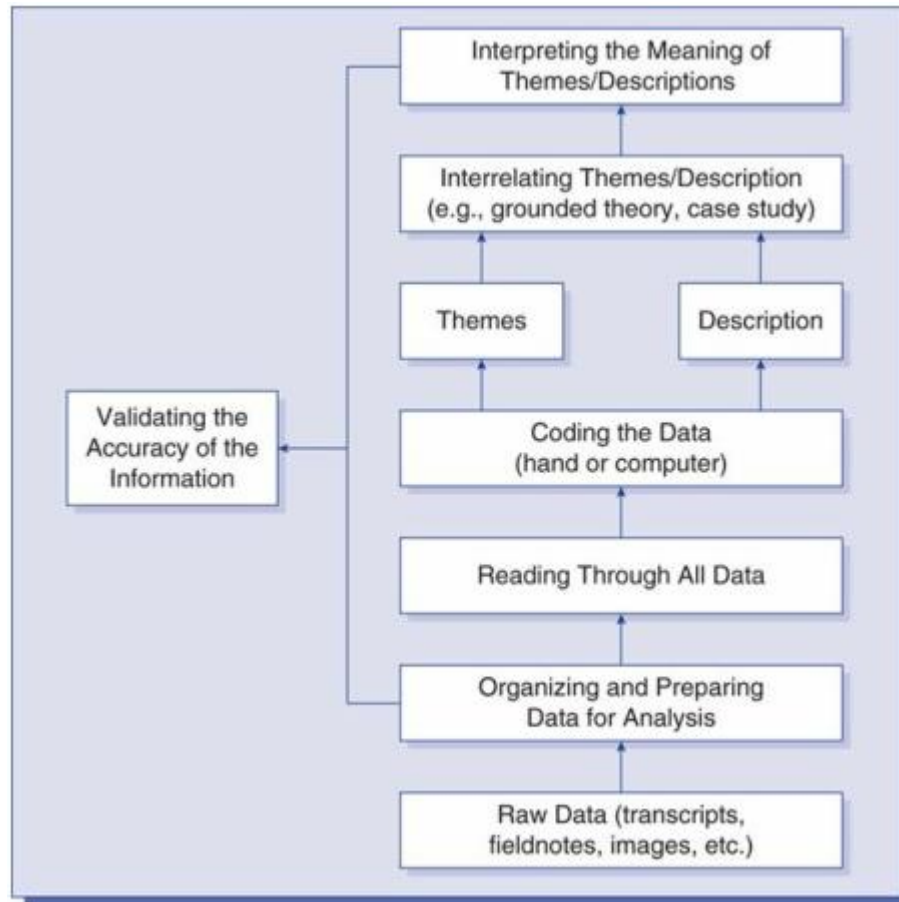 Interpreting the Meaning of
Themes/Descriptions
Interrelating Themes/Description
(e.g., grounded theory, case study)
Themes
Description
Validating the
Accuracy of the
Information
Coding the Data
(hand or computer)
Reading Through All Data
Organizing and Preparing
Data for Analysis
Raw Data (transcripts,
fieldnotes, images, etc.)